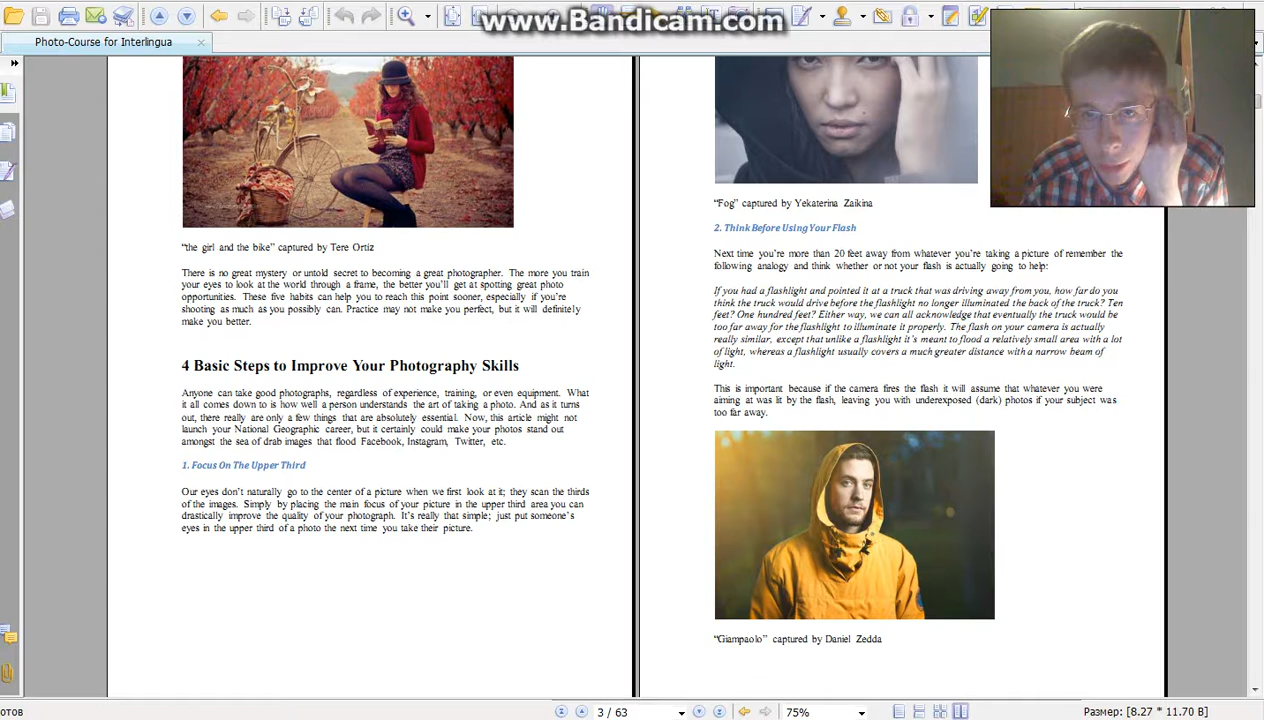 www.Bandicam.com
Photo-Course for Interlingua
"the girl and the bike" captured by Tere Ortiz
There is no great mystery or untold secret to becoming a great photographer. The more you train
your eyes to look at the world through a frame, the better you'll get at spotting great photo
opportunities. These five habits can help you to reach this point sooner, especially if you're
shooting as much as you possibly can. Practice may not make you perfect, but it will definitely
make you better.
4 Basic Steps to Improve Your Photography Skills
Anyone can take good photographs, regardless of experience, training, or even equipment. What
it all comes down to is how well a person understands the art of taking a photo. And as it turns
out, there really are only a few things that are absolutely essential. Now, this article might not
launch your National Geographic career, but it certainly could make your photos stand out
amongst the sea of drab images that flood Facebook, Instagram, Twitter, etc.
1. Focus On The Upper Third
Our eyes don't naturally go to the center of a picture when we first look at it; they scan the thirds
of the images. Simply by placing the main focus of your picture in the upper third area you can
drastically improve the quality of your photograph. It's really that simple; just put someone's
eyes in the upper third of a photo the next time you take their picture.
"Fog" captured by Yekaterina Zaikina
2. Think Before Using Your Flash
Next time you're more than 20 feet away from whatever you're taking a picture of remember the
following analogy and think whether or not your flash is actually going to help:
If you had a flashlight and pointed it at a truck that was driving away from you, how far do you
think the truck would drive before the flashlight no longer illuminated the back of the truck? Ten
feet? One hundred feet? Either way, we can all acknowledge that eventually the truck would be
too far away for the flashlight to illuminate it properly. The flash on your camera is actually
really similar, except that unlike a flashlight it's meant to flood a relatively small area with a lot
of light, whereas a flashlight usually covers a much greater distance with a narrow beam of
light.
This is important because if the camera fires the flash it will assume that whatever you were
aiming at was lit by the flash, leaving you with underexposed (dark) photos if your subject was
too far away.
"Giampaolo" captured by Daniel Zedda
отов
3 / 63
75%
Размер: [8.27 * 11.70 В]